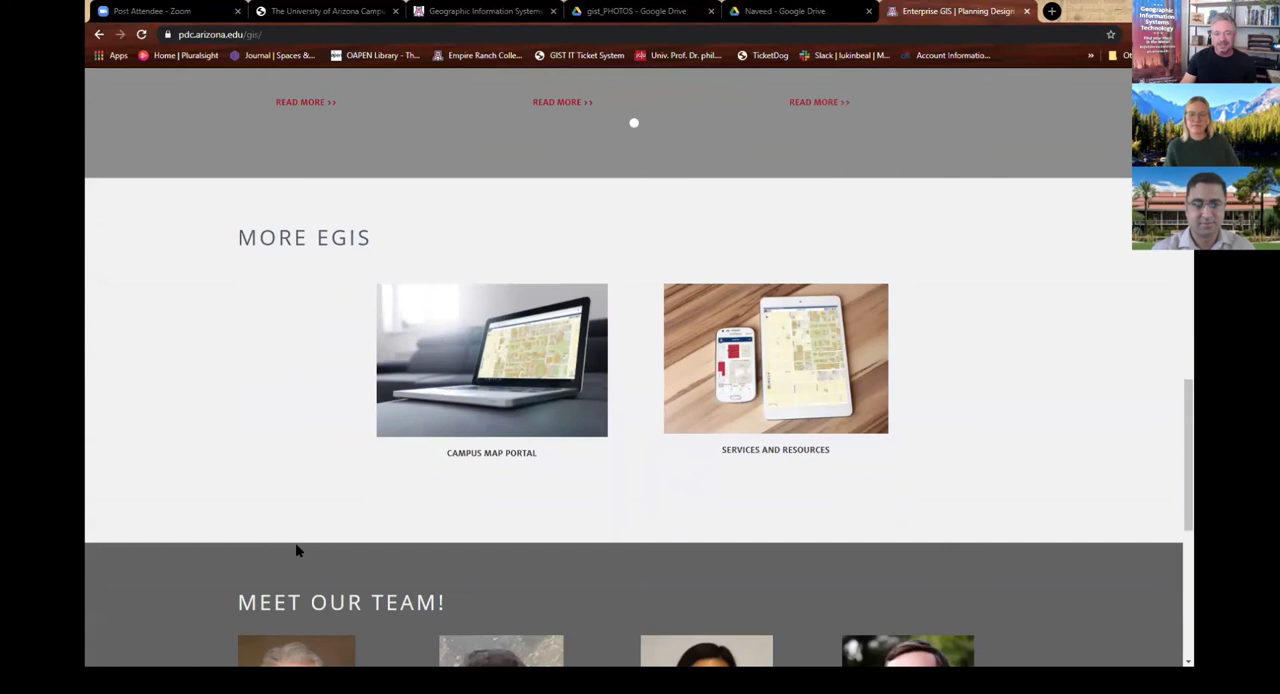 Post Attendee - Zoom
The University of Arizona Campu
Geographic Information Systems
gist_PHOTOS - Google Drive
Naveed - Google Drive
Enterprise GIS | Planning Design
pdc.arizona.edu/gis/
Apps
Home | Pluralsight
Journal | Spaces &...
OAPEN Library - Th...
Empire Ranch Colle...
GIST IT Ticket System
Univ. Prof. Dr. phil...
TicketDog
Slack | lukinbeal | M...
Account Informatio...
»
Geographic
Information
Systems
Technology
READ MORE >>
READ MORE >>
READ MORE >>
MORE EGIS
CAMPUS MAP PORTAL
SERVICES AND RESOURCES
MEET OUR TEAM!